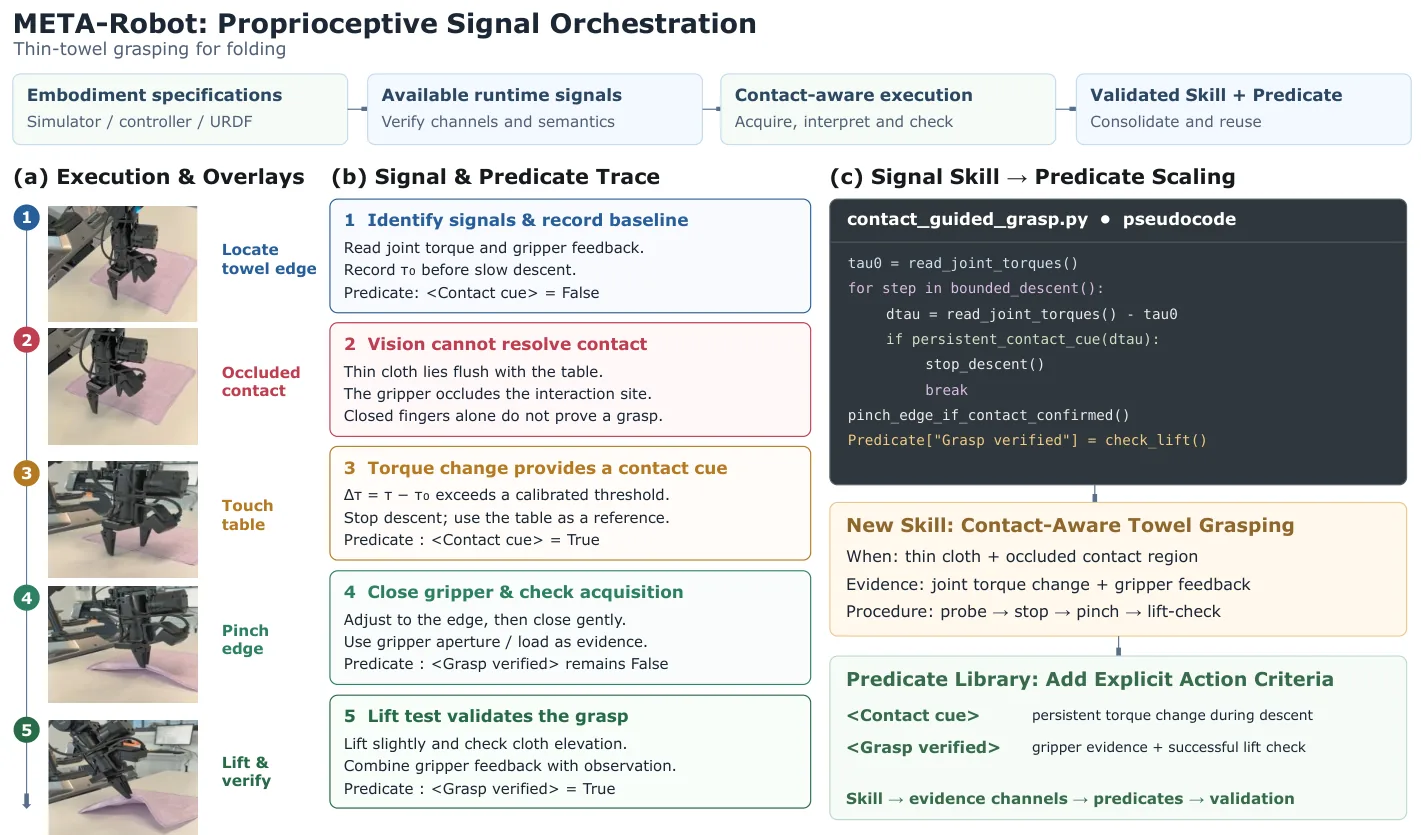 META-Robot: Proprioceptive Signal Orchestration
Thin-towel grasping for folding
Embodiment specifications
Simulator / controller / URDF
Available runtime signals
Verify channels and semantics
Contact-aware execution
Acquire, interpret and check
Validated Skill + Predicate
Consolidate and reuse
(a) Execution & Overlays
1
Locate
towel edge
2
Occluded
contact
3
Touch
table
4
Pinch
edge
5
Lift &
verify
(b) Signal & Predicate Trace
1 Identify signals & record baseline
Read joint torque and gripper feedback.
Record τ₀ before slow descent.
Predicate: <Contact cue> = False
2 Vision cannot resolve contact
Thin cloth lies flush with the table.
The gripper occludes the interaction site.
Closed fingers alone do not prove a grasp.
3 Torque change provides a contact cue
Δτ = τ − τ₀ exceeds a calibrated threshold.
Stop descent; use the table as a reference.
Predicate : <Contact cue> = True
4 Close gripper & check acquisition
Adjust to the edge, then close gently.
Use gripper aperture / load as evidence.
Predicate : <Grasp verified> remains False
5 Lift test validates the grasp
Lift slightly and check cloth elevation.
Combine gripper feedback with observation.
Predicate : <Grasp verified> = True
(c) Signal Skill → Predicate Scaling
contact_guided_grasp.py ● pseudocode
tau0 = read_joint_torques()
for step in bounded_descent():
dtau = read_joint_torques() - tau0
if persistent_contact_cue(dtau):
stop_descent()
break
pinch_edge_if_contact_confirmed()
Predicate["Grasp verified"] = check_lift()
New Skill: Contact-Aware Towel Grasping
When: thin cloth + occluded contact region
Evidence: joint torque change + gripper feedback
Procedure: probe → stop → pinch → lift-check
Predicate Library: Add Explicit Action Criteria
<Contact cue> persistent torque change during descent
<Grasp verified> gripper evidence + successful lift check
Skill → evidence channels → predicates → validation